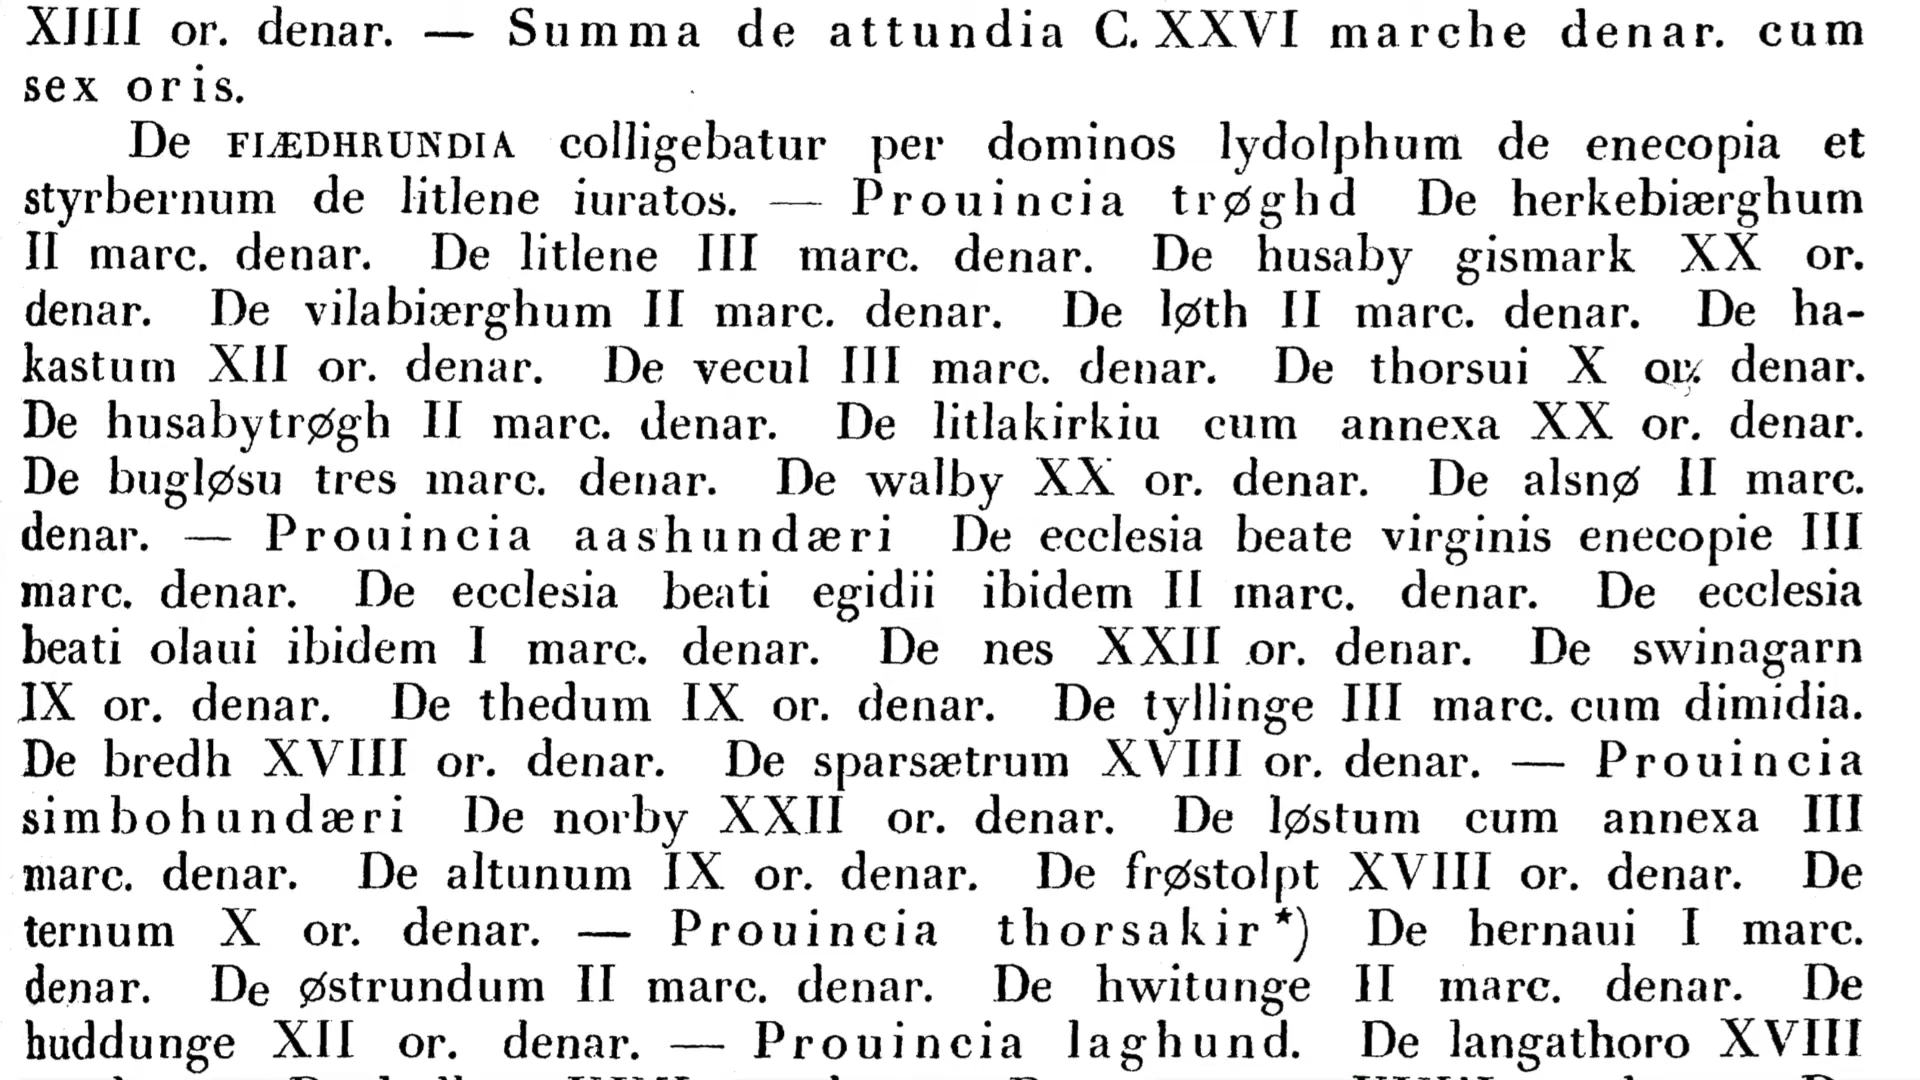 XIIII or. denar. — Summa de attundia C. XXVI marche denar. cum
sex oris.
De FIÆDHRUNDIA colligebatur per dominos lydolphum de enecopia et
styrbernum de litlene iuratos. — Prouincia trøghd De herkebiærghum
II marc. denar. De litlene III marc. denar. De husaby gismark XX or.
denar. De vilabiærghum II marc. denar. De løth II marc. denar. De ha-
kastum XII or. denar. De vecul III marc. denar. De thorsui X or. denar.
De husabytrøgh II marc. denar. De litlakirkiu cum annexa XX or. denar.
De bugløsu tres marc. denar. De walby XX or. denar. De alsnø II marc.
denar. — Prouincia aashundæri De ecclesia beate virginis enecopie III
marc. denar. De ecclesia beati egidii ibidem II marc. denar. De ecclesia
beati olaui ibidem I marc. denar. De nes XXII or. denar. De swinagarn
IX or. denar. De thedum IX or. denar. De tyllinge III marc. cum dimidia.
De bredh XVIII or. denar. De sparsætrum XVIII or. denar. — Prouincia
simbohundæri De norby XXII or. denar. De løstum cum annexa III
marc. denar. De altunum IX or. denar. De frøstolpt XVIII or. denar. De
ternum X or. denar. — Prouincia thorsakir*) De hernaui I marc.
denar. De østrundum II marc. denar. De hwitunge II marc. denar. De
huddunge XII or. denar. — Prouincia laghund. De langathoro XVIII